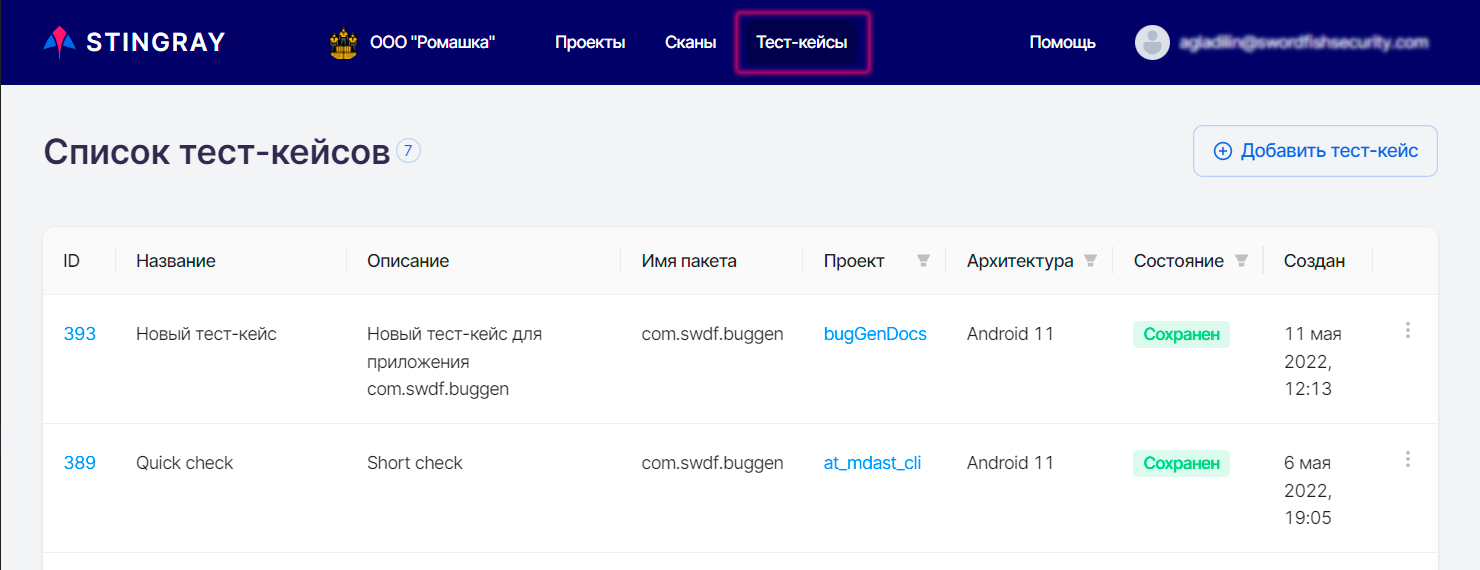 STINGRAY
ООО "Ромашка"
Проекты
Сканы
Тест-кейсы
Помощь
agladilin@swordfishsecurity.com
Список тест-кейсов 7
Добавить тест-кейс
ID
Название
Описание
Имя пакета
Проект
Архитектура
Состояние
Создан
393
Новый тест-кейс
Новый тест-кейс для
приложения
com.swdf.buggen
com.swdf.buggen
bugGenDocs
Android 11
Сохранен
11 мая
2022,
12:13
389
Quick check
Short check
com.swdf.buggen
at_mdast_cli
Android 11
Сохранен
6 мая
2022,
19:05